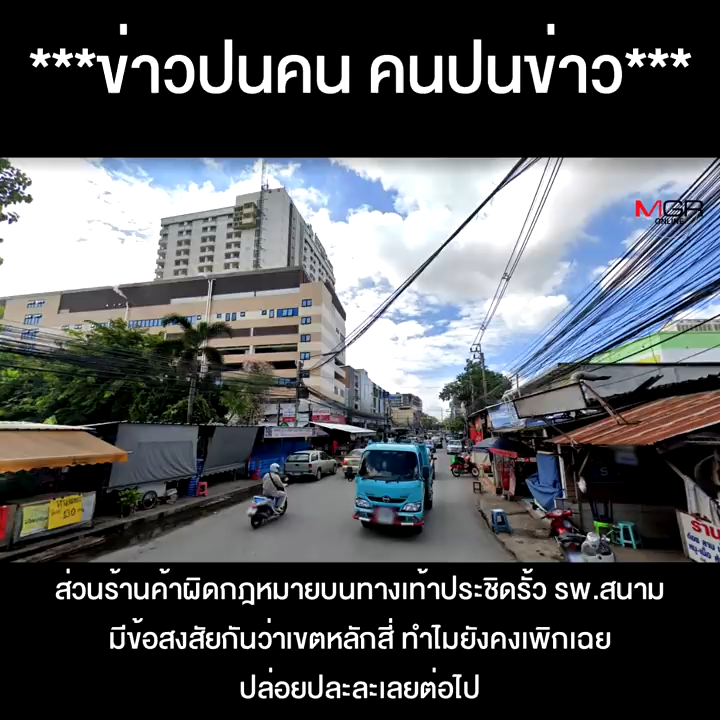 ***ข่าวปนคน คนปนข่าว***
MGR
ONLINE
ส่วนร้านค้าผิดกฎหมายบนทางเท้าประชิดรั้ว รพ.สนาม
มีข้อสงสัยกันว่าเขตหลักสี่ ทำไมยังคงเพิกเฉย
ปล่อยปละละเลยต่อไป